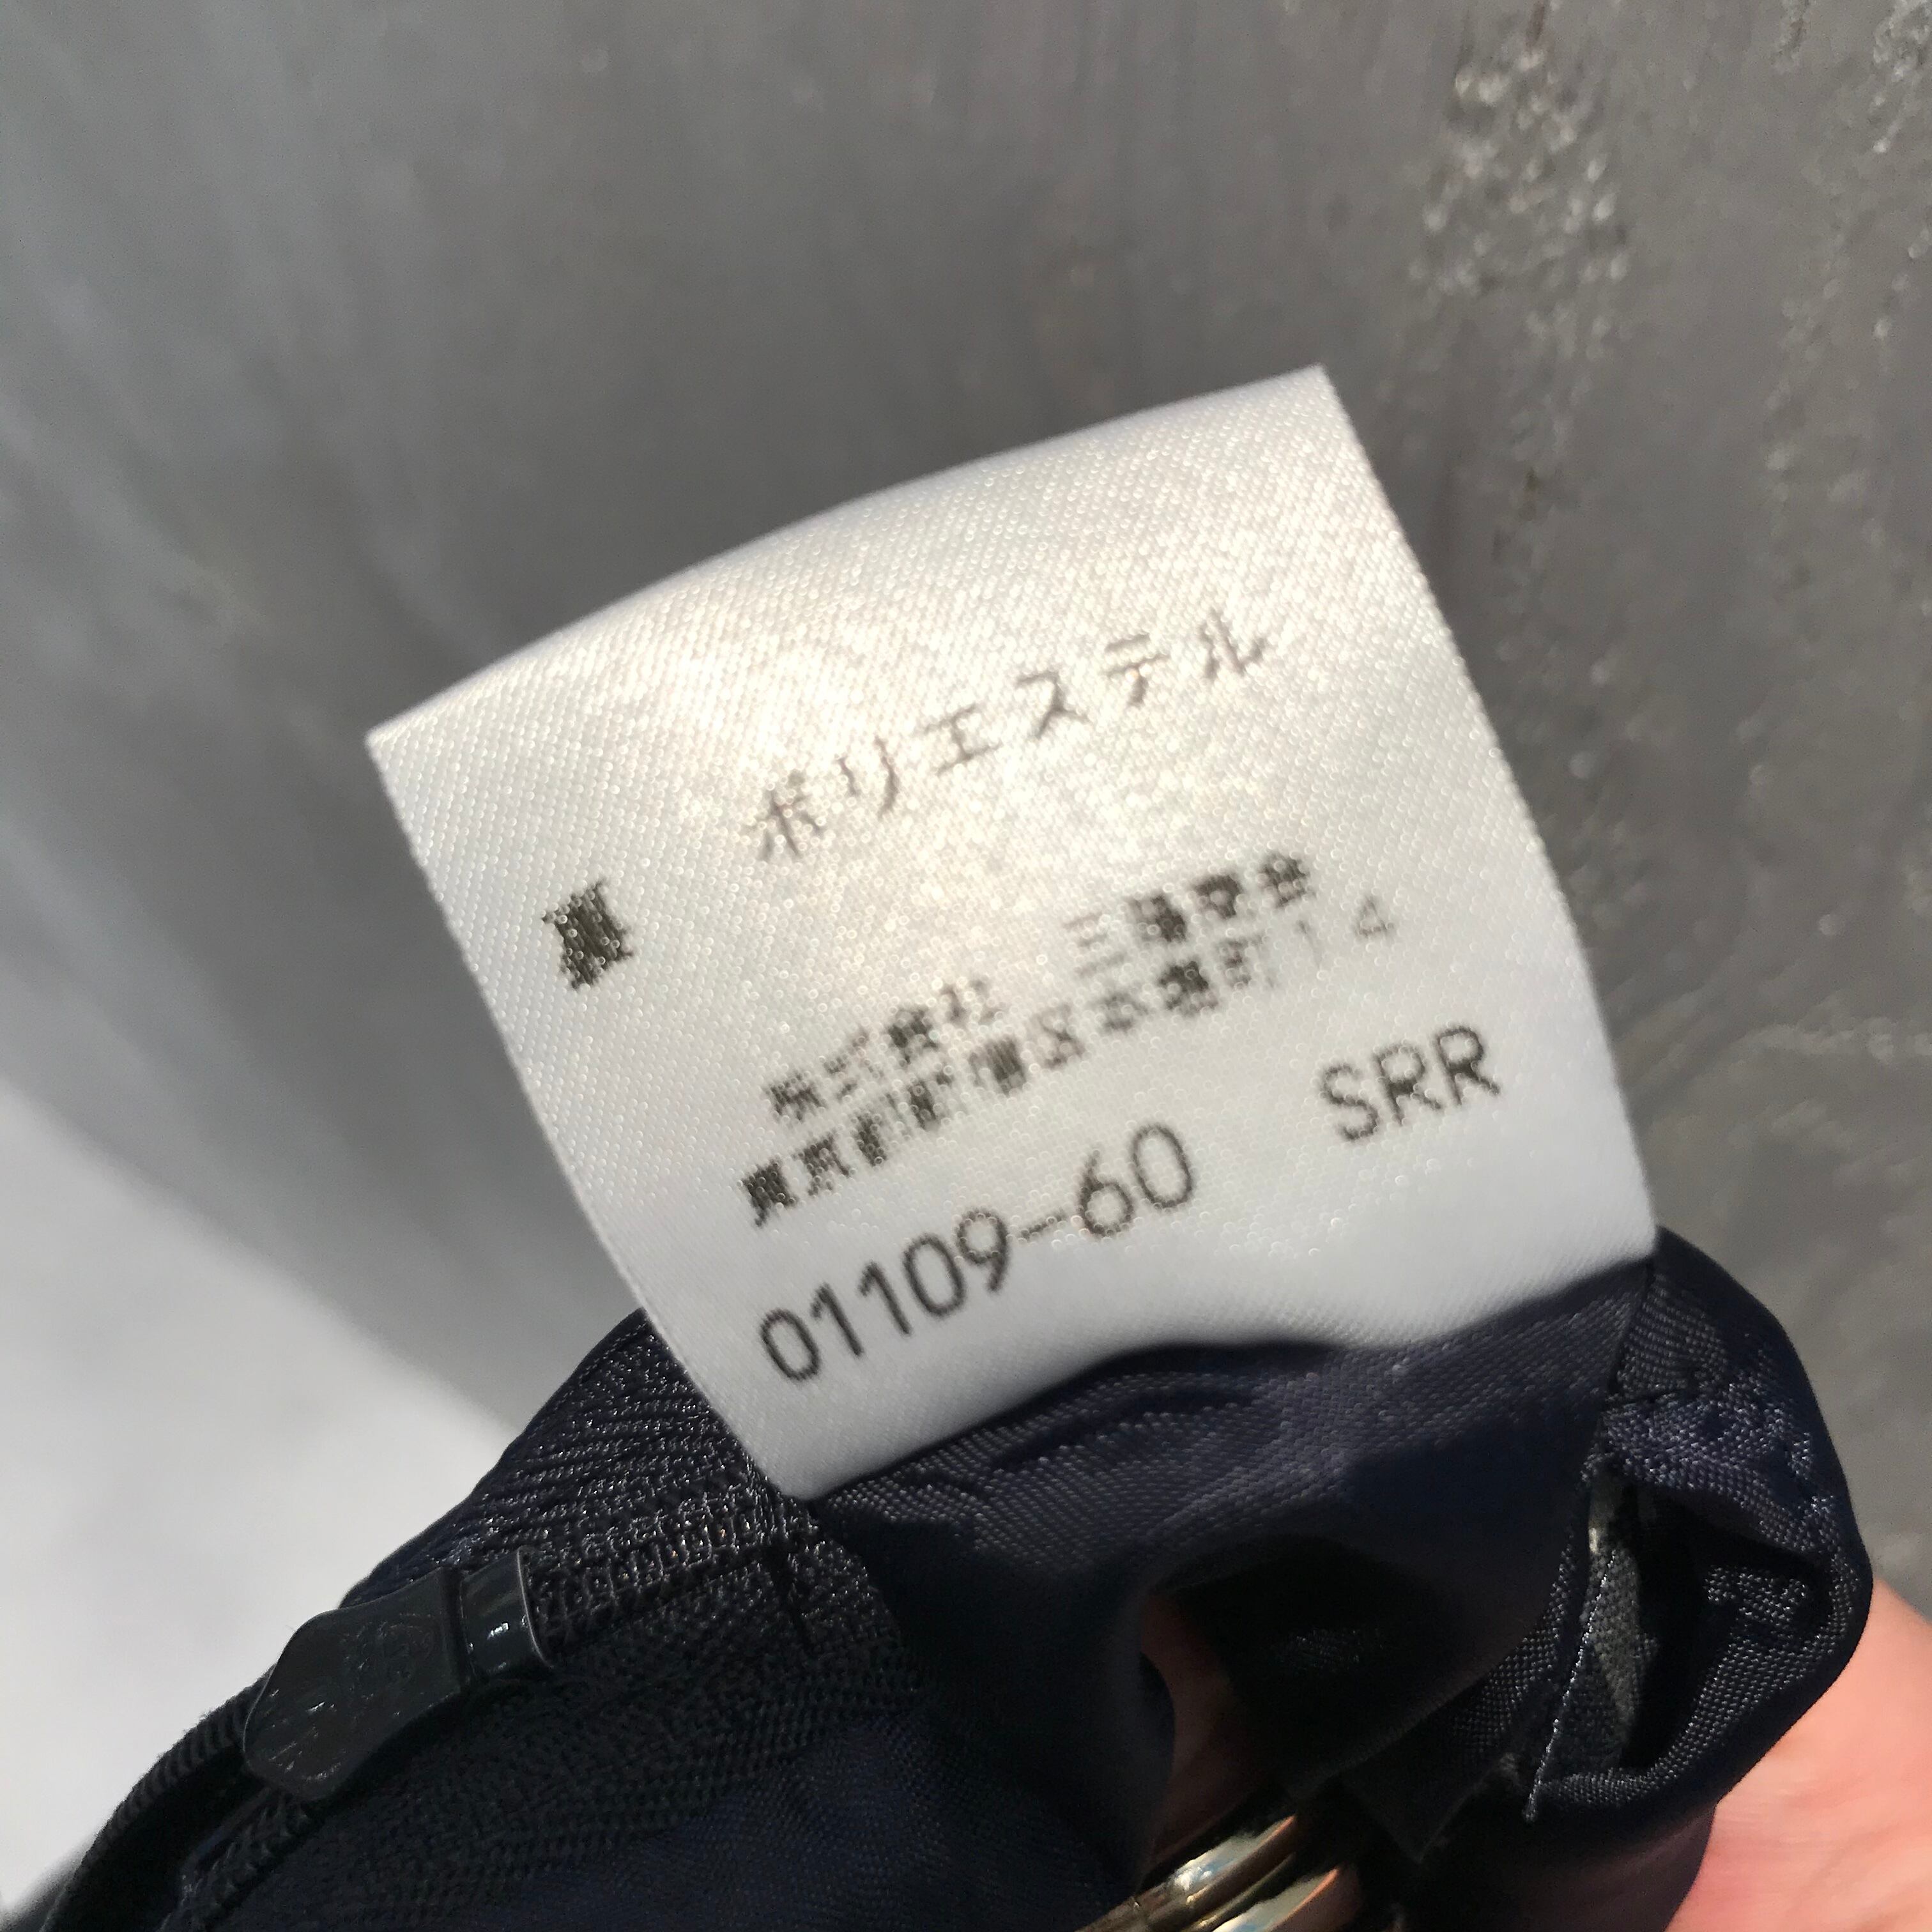 裏 ポリエステル
株式会社 三陽商会
東京都新宿区本塩町14
01109-60 SRR